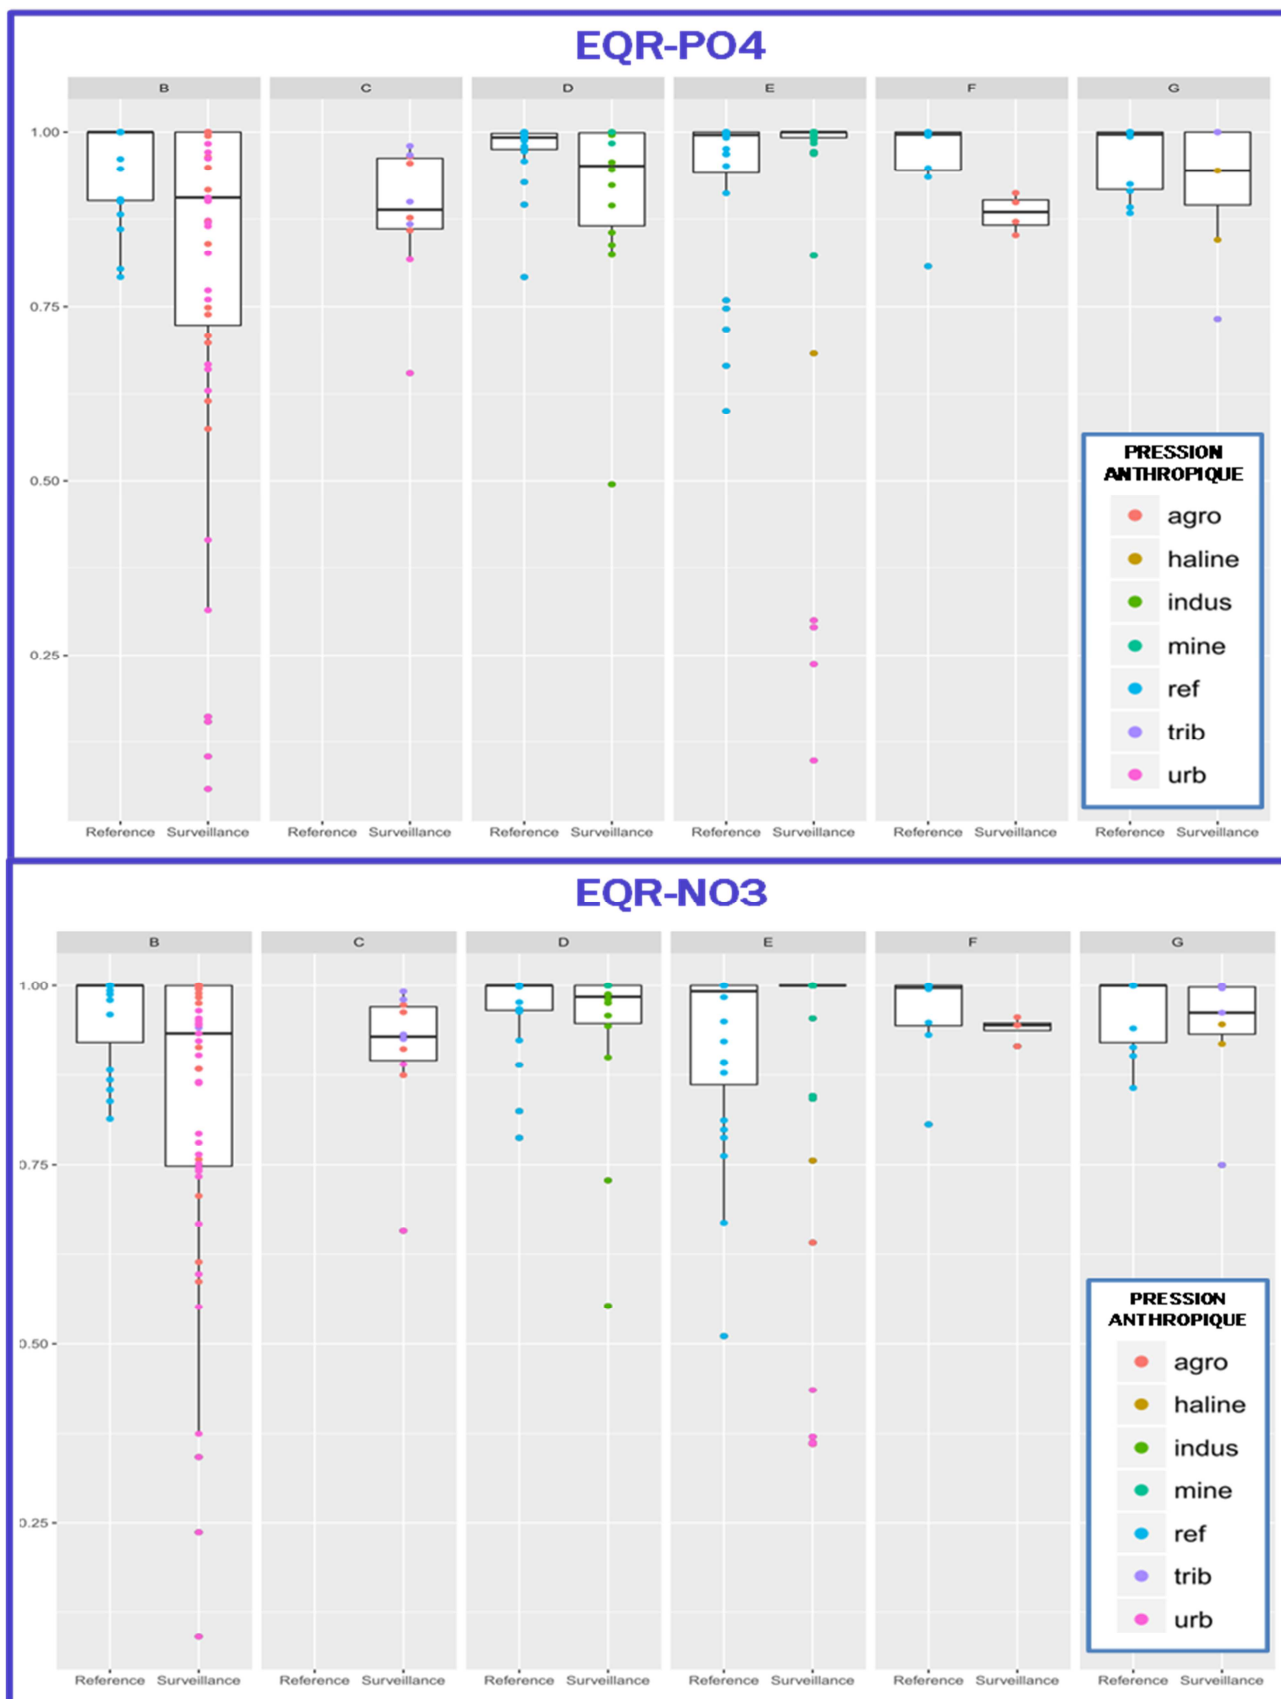 EQR-PO4
B C D E F G
1.00
0.75
0.50
0.25
Reference Surveillance Reference Surveillance Reference Surveillance Reference Surveillance Reference Surveillance Reference Surveillance
PRESSION
ANTHROPIQUE
agro
haline
indus
mine
ref
trib
urb
EQR-NO3
B C D E F G
1.00
0.75
0.50
0.25
Reference Surveillance Reference Surveillance Reference Surveillance Reference Surveillance Reference Surveillance Reference Surveillance
PRESSION
ANTHROPIQUE
agro
haline
indus
mine
ref
trib
urb